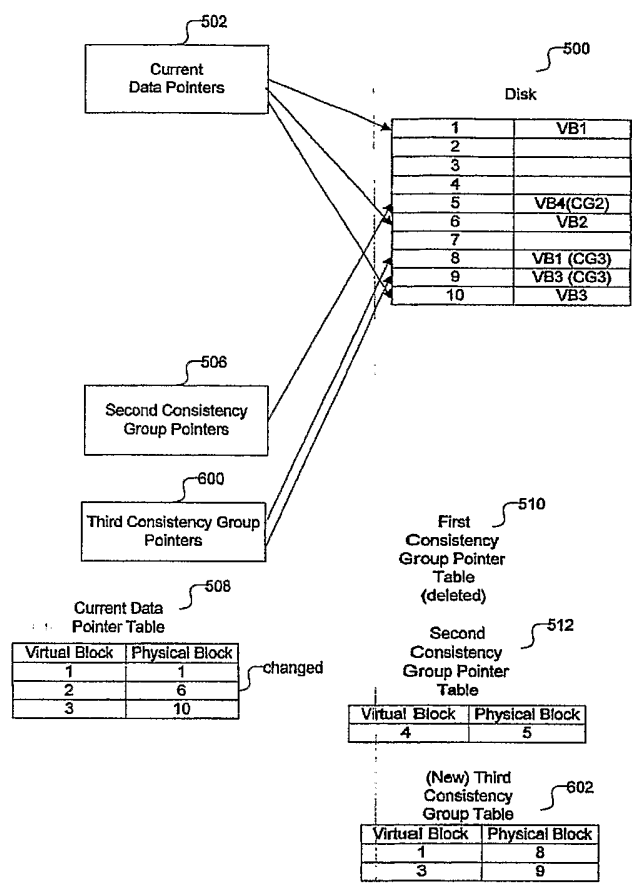 502
Current
Data Pointers
500
Disk
1 VB1
2
3
4
5 VB4(CG2)
6 VB2
7
8 VB1 (CG3)
9 VB3 (CG3)
10 VB3
506
Second Consistency
Group Pointers
600
Third Consistency Group
Pointers
510
First
Consistency
Group Pointer
Table
(deleted)
508
Current Data
Pointer Table
Virtual Block Physical Block
1 1
2 6
3 10
changed
512
Second
Consistency
Group Pointer
Table
Virtual Block Physical Block
4 5
602
(New) Third
Consistency
Group Table
Virtual Block Physical Block
1 8
3 9